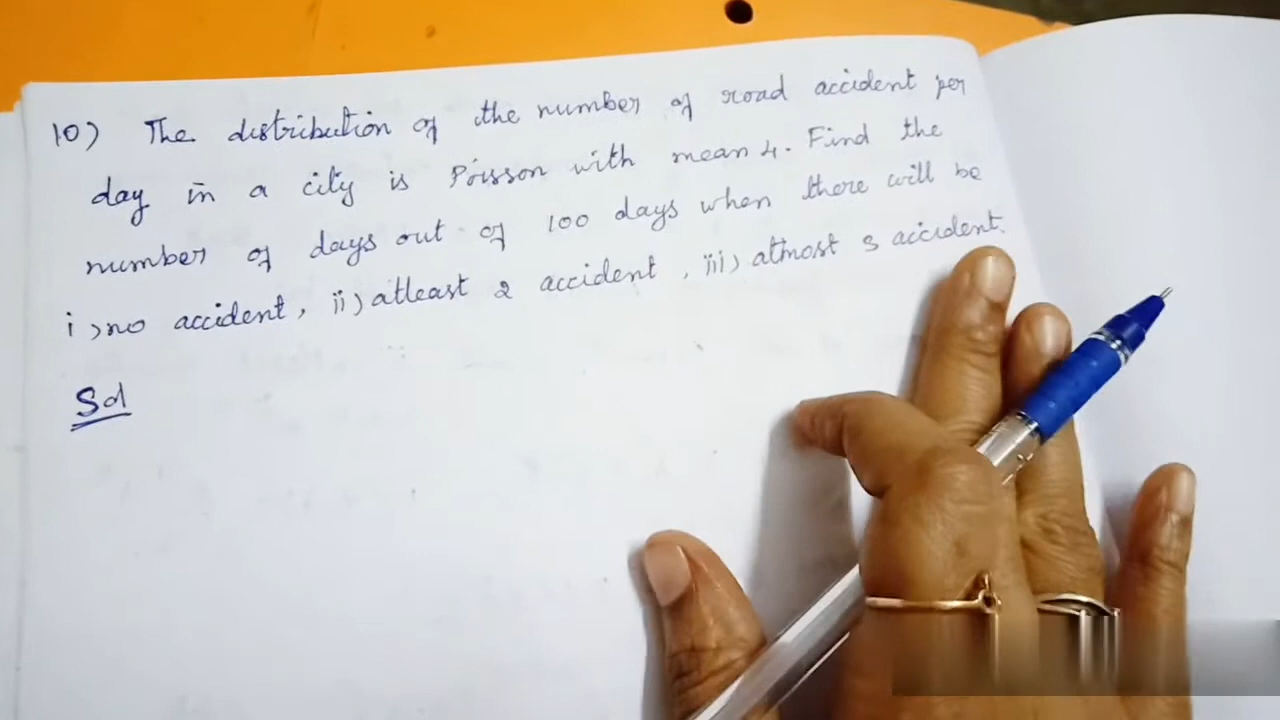 10) The distribution of the number of road accident per
day in a city is Poisson with mean 4. Find the
number of days out of 100 days when there will be
i) no accident, ii) atleast 2 accident, iii) atmost 3 accident.
Sol